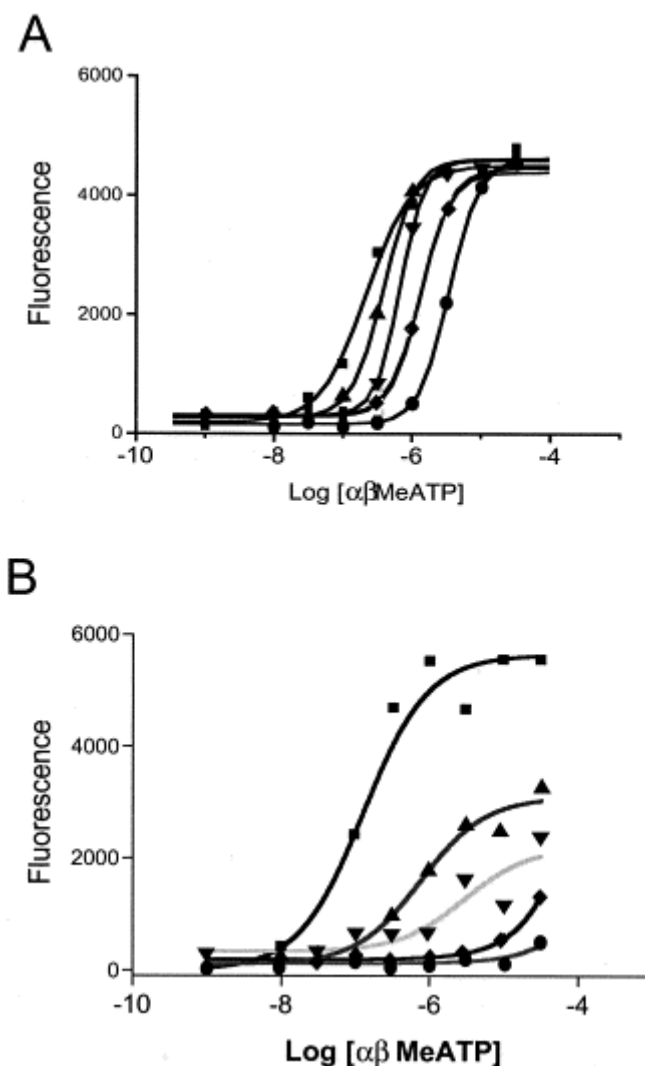 A
6000
4000
2000
0
Fluorescence
-10 -8 -6 -4
Log [αβMeATP]
B
6000
4000
2000
0
Fluorescence
-10 -8 -6 -4
Log [αβ MeATP]